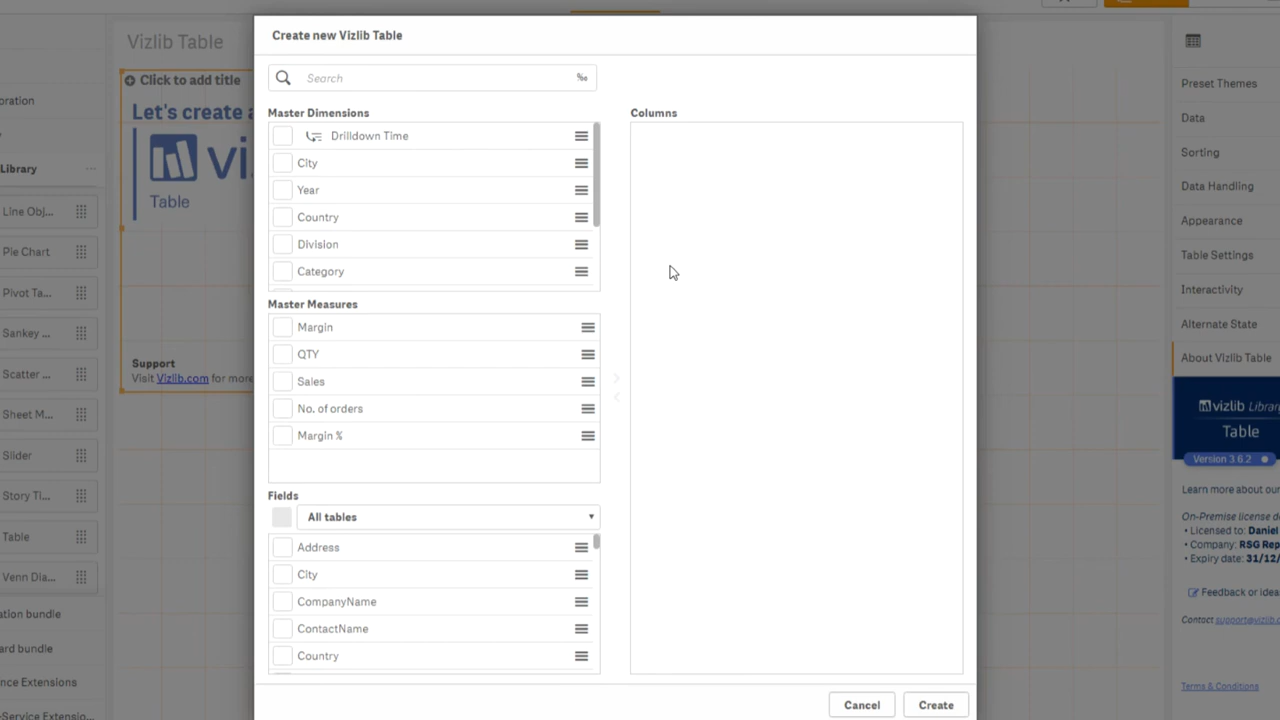 Vizlib Table
Click to add title
Let's create a
Vi
Table
Support
Visit Vizlib.com for more
oration
Library
...
Line Obj...
Pie Chart
Pivot Ta...
Sankey ...
Scatter ...
Sheet M...
Slider
Story Ti...
Table
Venn Dia...
ation bundle
ard bundle
nce Extensions
-Service Extensio...
Create new Vizlib Table
Search
‰
Master Dimensions
Drilldown Time
City
Year
Country
Division
Category
Master Measures
Margin
QTY
Sales
No. of orders
Margin %
Fields
All tables
Address
City
CompanyName
ContactName
Country
Columns
Cancel
Create
Preset Themes
Data
Sorting
Data Handling
Appearance
Table Settings
Interactivity
Alternate State
About Vizlib Table
vizlib Library
Table
Version 3.6.2
Learn more about our
On-Premise license d
• Licensed to: Daniel
• Company: RSG Rep
• Expiry date: 31/12/
Feedback or idea
Contact support@vizlib.c
Terms & Conditions